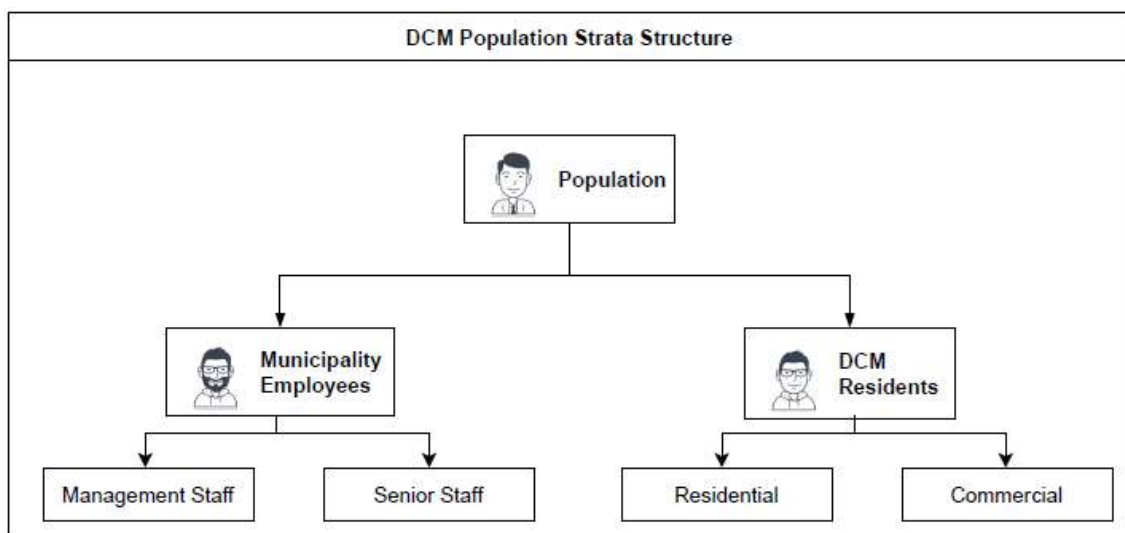 DCM Population Strata Structure
Population
Municipality
Employees
DCM
Residents
Management Staff
Senior Staff
Residential
Commercial